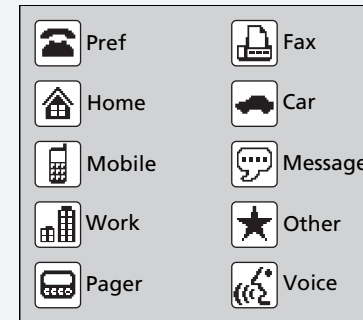 Pref Fax
Home Car
Mobile Message
Work Other
Pager Voice